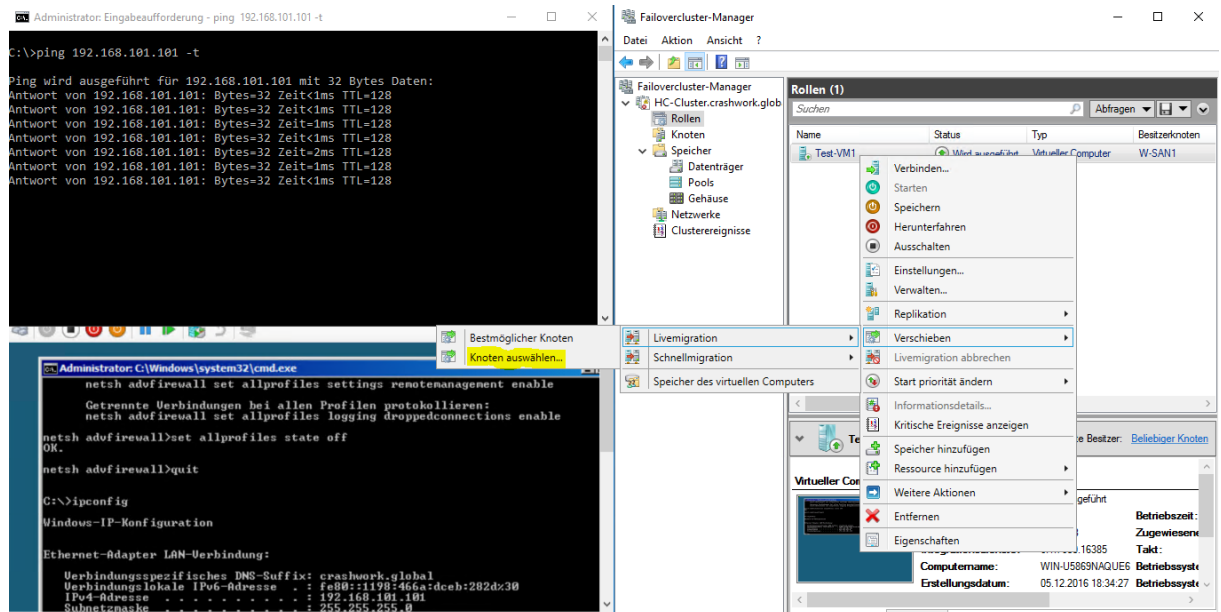 Administrator: Eingabeaufforderung - ping 192.168.101.101 -t
C:\>ping 192.168.101.101 -t
Ping wird ausgeführt für 192.168.101.101 mit 32 Bytes Daten:
Antwort von 192.168.101.101: Bytes=32 Zeit<1ms TTL=128
Antwort von 192.168.101.101: Bytes=32 Zeit<1ms TTL=128
Antwort von 192.168.101.101: Bytes=32 Zeit<1ms TTL=128
Antwort von 192.168.101.101: Bytes=32 Zeit<1ms TTL=128
Antwort von 192.168.101.101: Bytes=32 Zeit=2ms TTL=128
Antwort von 192.168.101.101: Bytes=32 Zeit=1ms TTL=128
Antwort von 192.168.101.101: Bytes=32 Zeit<1ms TTL=128
Administrator: C:\Windows\system32\cmd.exe
netsh advfirewall set allprofiles settings remotemanagement enable
Getrennte Verbindungen bei allen Profilen protokollieren:
netsh advfirewall set allprofiles logging droppedconnections enable
netsh advfirewall>set allprofiles state off
OK.
netsh advfirewall>quit
C:\>ipconfig
Windows-IP-Konfiguration
Ethernet-Adapter LAN-Verbindung:
Verbindungsspezifisches DNS-Suffix: crashwork.global
Verbindungslokale IPv6-Adresse . : fe80::1198:466a:dceb:282d%30
IPv4-Adresse . . . . . . . . . . : 192.168.101.101
Subnetzmaske . . . . . . . . . . : 255.255.255.0
Failovercluster-Manager
Datei Aktion Ansicht ?
Failovercluster-Manager
HC-Cluster.crashwork.glob
Rollen
Knoten
Speicher
Datenträger
Pools
Gehäuse
Netzwerke
Clusterereignisse
Rollen (1)
Suchen Abfragen
Name Status Typ Besitzerknoten
Test-VM1 Wird ausgeführt Virtueller Computer W-SAN1
Verbinden...
Starten
Speichern
Herunterfahren
Ausschalten
Einstellungen...
Verwalten...
Replikation
Verschieben
Livemigration abbrechen
Start priorität ändern
Informationsdetails...
Kritische Ereignisse anzeigen
Speicher hinzufügen
Ressource hinzufügen
Weitere Aktionen
Entfernen
Eigenschaften
Livemigration
Schnellmigration
Speicher des virtuellen Computers
Bestmöglicher Knoten
Knoten auswählen...
Te
e Besitzer: Beliebiger Knoten
Virtueller Con
geführt
Betriebszeit:
Zugewiesene
16385 Takt:
Computername: WIN-U5869NAQUE6 Betriebssyste
Erstellungsdatum: 05.12.2016 18:34:27 Betriebssyste